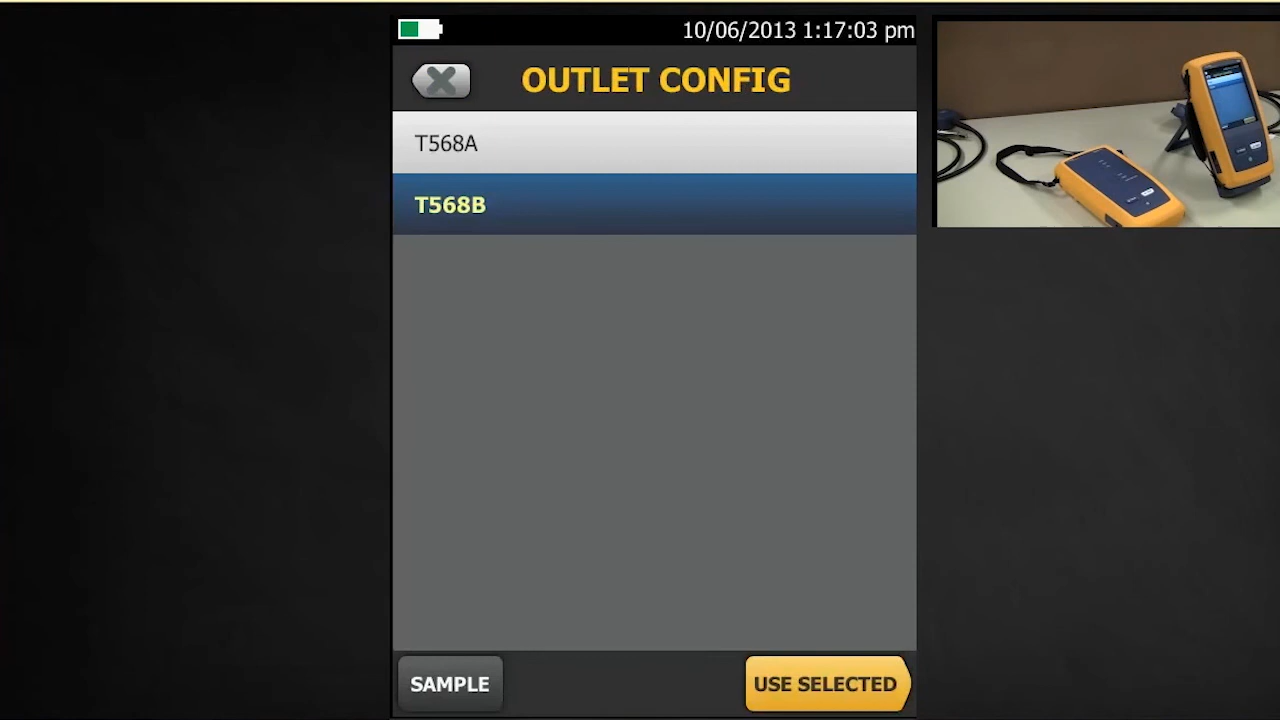 10/06/2013 1:17:03 pm
OUTLET CONFIG
T568A
T568B
SAMPLE
USE SELECTED